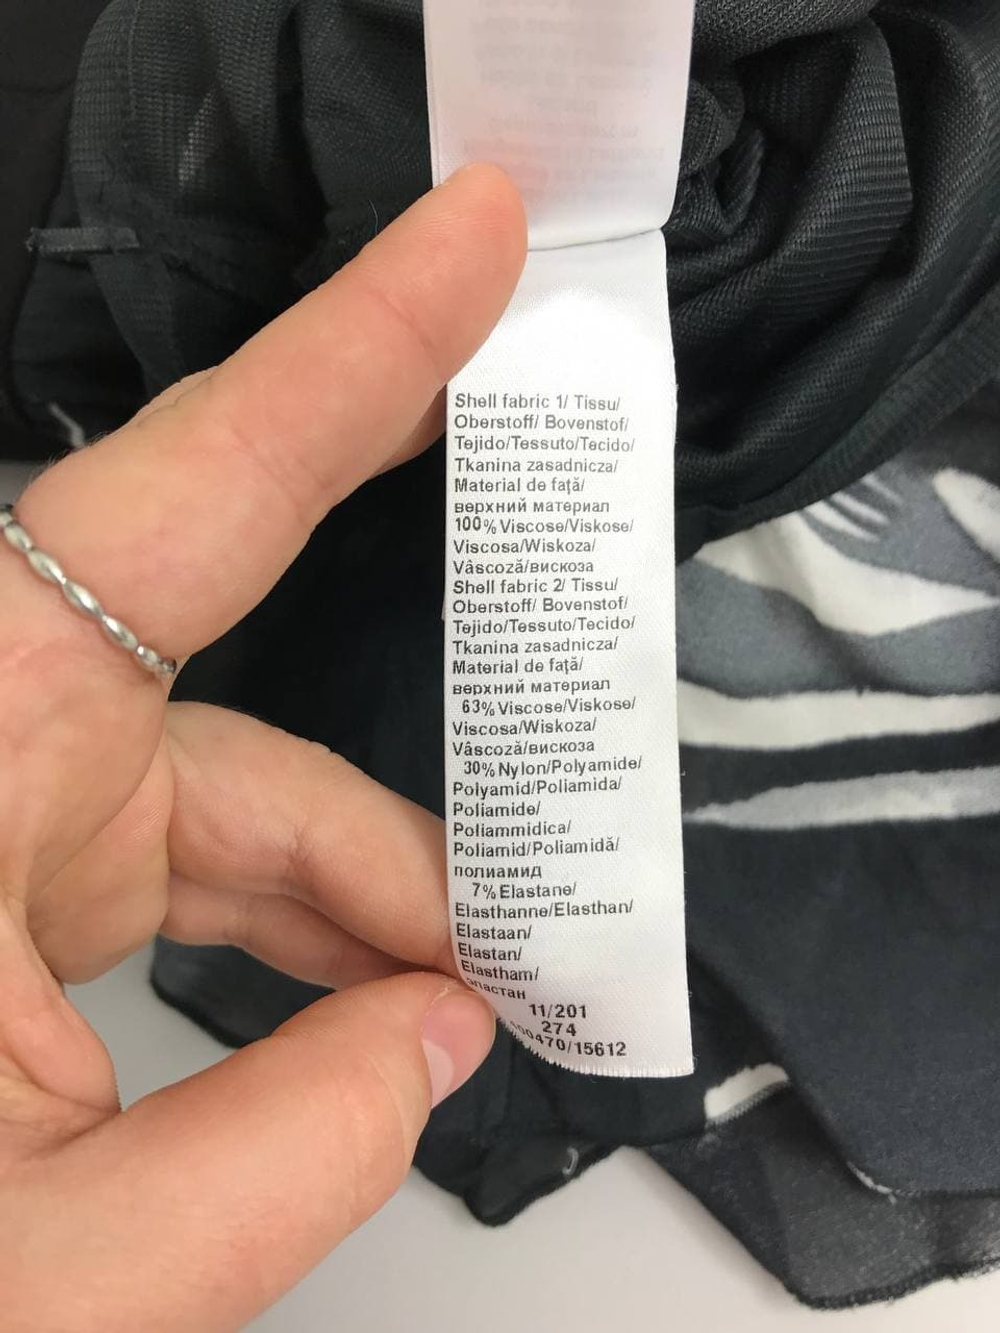 Shell fabric 1/ Tissu/
Oberstoff/ Bovenstof/
Tejido/Tessuto/Tecido/
Tkanina zasadnicza/
Material de față/
верхний материал
100% Viscose/Viskose/
Viscosa/Wiskoza/
Vâscoză/вискоза
Shell fabric 2/ Tissu/
Oberstoff/ Bovenstof/
Tejido/Tessuto/Tecido/
Tkanina zasadnicza/
Material de față/
верхний материал
63% Viscose/Viskose/
Viscosa/Wiskoza/
Vâscoză/вискоза
30% Nylon/Polyamide/
Polyamid/Poliamida/
Poliamide/
Poliammidica/
Poliamid/Poliamidă/
полиамид
7% Elastane/
Elasthanne/Elasthan/
Elastaan/
Elastan/
Elastham/
эластан
11/201
274